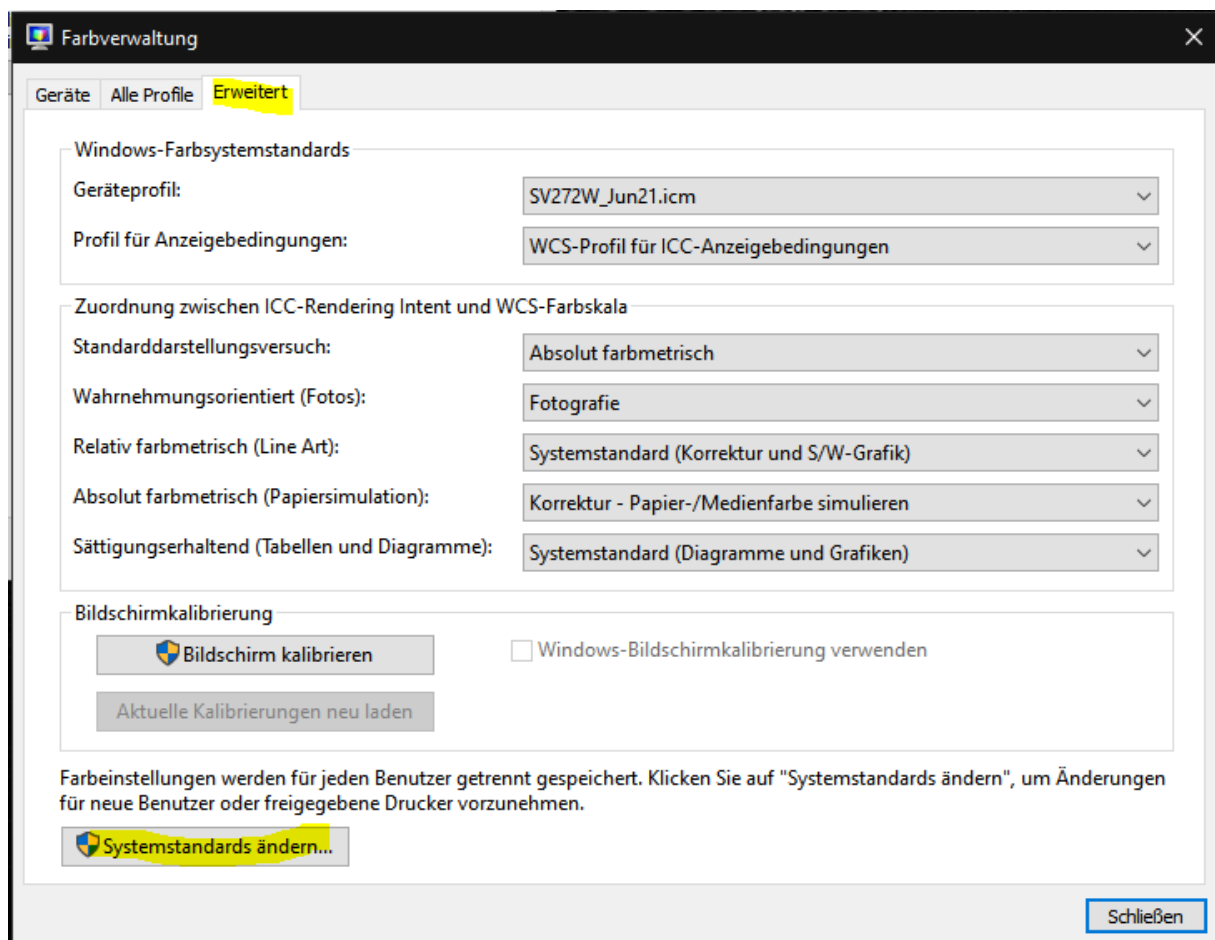 Farbverwaltung
Geräte Alle Profile Erweitert
Windows-Farbsystemstandards
Geräteprofil: SV272W_Jun21.icm
Profil für Anzeigebedingungen: WCS-Profil für ICC-Anzeigebedingungen
Zuordnung zwischen ICC-Rendering Intent und WCS-Farbskala
Standarddarstellungsversuch: Absolut farbmetrisch
Wahrnehmungsorientiert (Fotos): Fotografie
Relativ farbmetrisch (Line Art): Systemstandard (Korrektur und S/W-Grafik)
Absolut farbmetrisch (Papiersimulation): Korrektur - Papier-/Medienfarbe simulieren
Sättigungserhaltend (Tabellen und Diagramme): Systemstandard (Diagramme und Grafiken)
Bildschirmkalibrierung
Bildschirm kalibrieren Windows-Bildschirmkalibrierung verwenden
Aktuelle Kalibrierungen neu laden
Farbeinstellungen werden für jeden Benutzer getrennt gespeichert. Klicken Sie auf "Systemstandards ändern", um Änderungen
für neue Benutzer oder freigegebene Drucker vorzunehmen.
Systemstandards ändern...
Schließen